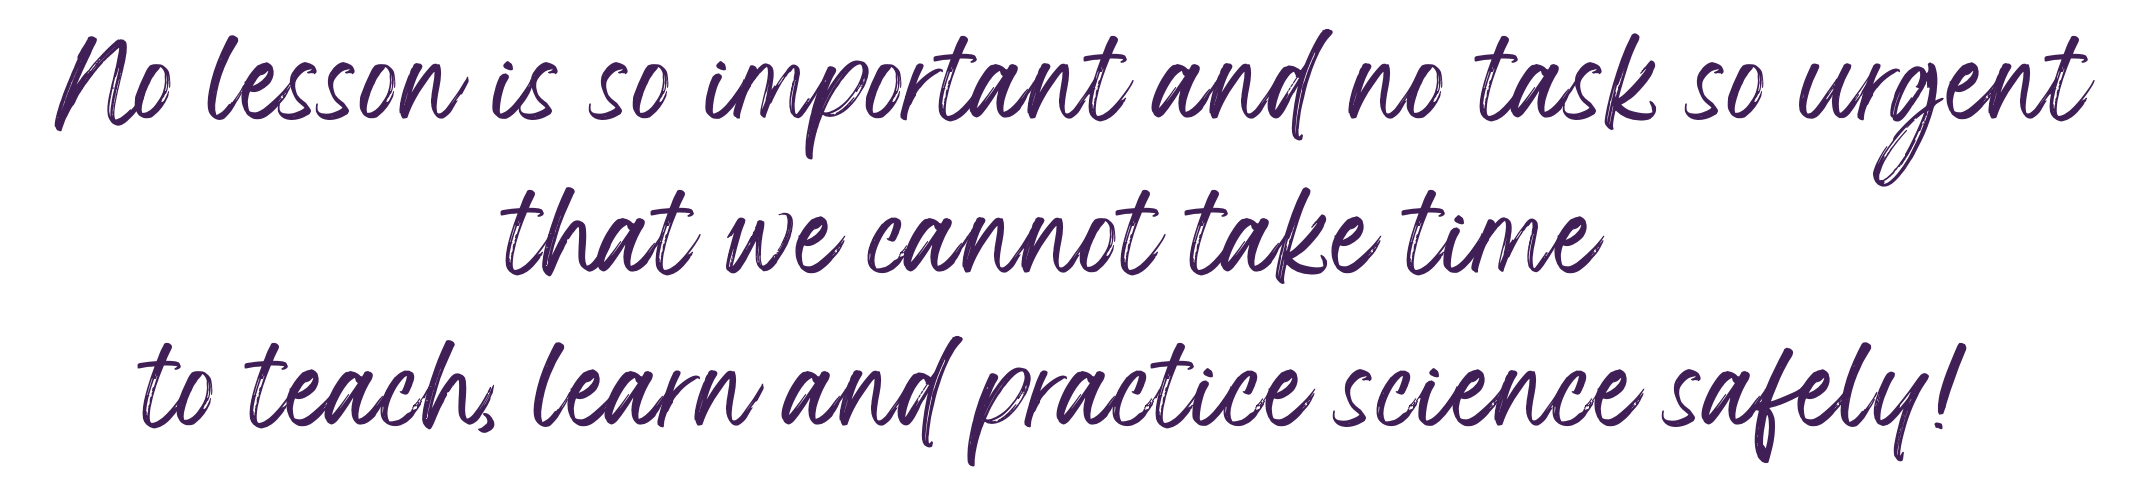 No lesson is so important and no task so urgent
that we cannot take time
to teach, learn and practice science safely!